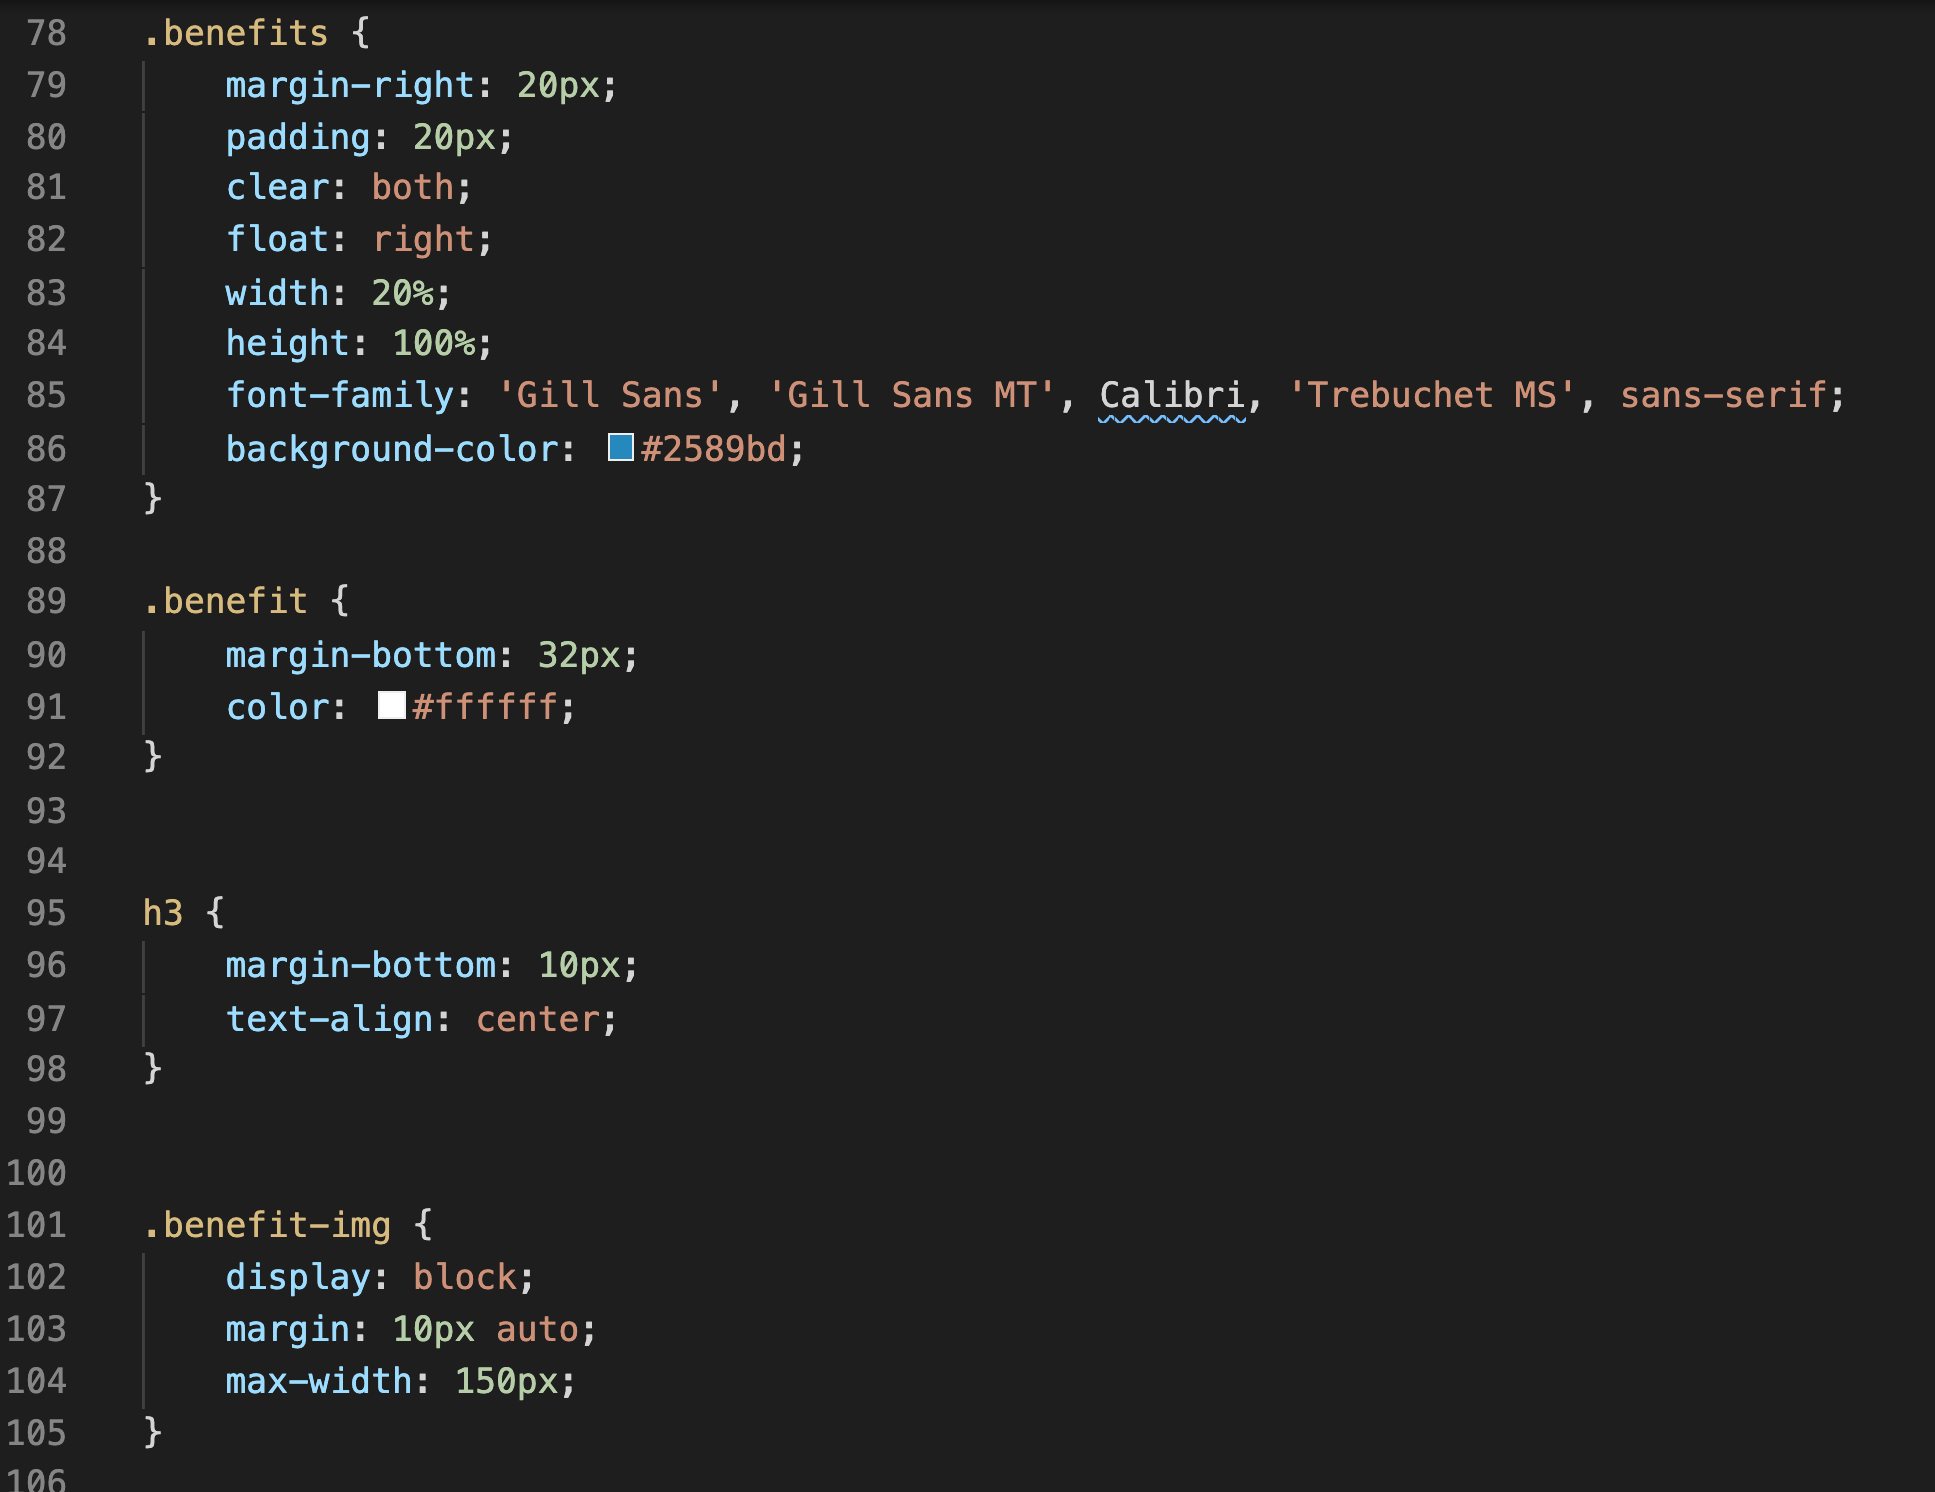 78 .benefits {
79 margin-right: 20px;
80 padding: 20px;
81 clear: both;
82 float: right;
83 width: 20%;
84 height: 100%;
85 font-family: 'Gill Sans', 'Gill Sans MT', Calibri, 'Trebuchet MS', sans-serif;
86 background-color: #2589bd;
87 }
88
89 .benefit {
90 margin-bottom: 32px;
91 color: #ffffff;
92 }
93
94
95 h3 {
96 margin-bottom: 10px;
97 text-align: center;
98 }
99
100
101 .benefit-img {
102 display: block;
103 margin: 10px auto;
104 max-width: 150px;
105 }
106